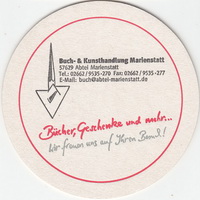 Buch- & Kunsthandlung Marienstatt
57629 Abtei Marienstatt
Tel.: 02662/9535-270 Fax: 02662/9535-277
E-Mail: buch@abtei-marienstatt.de
Bücher, Geschenke und mehr...
Wir freuen uns auf Ihren Besuch!